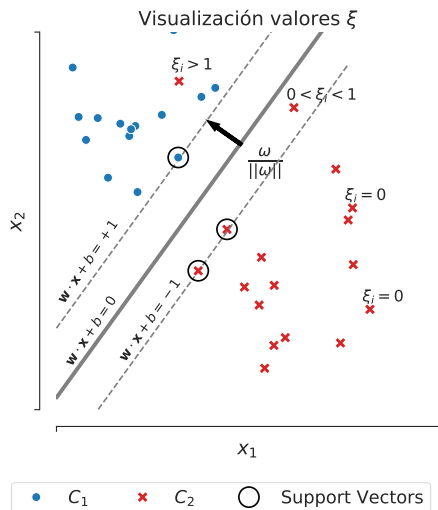 Visualización valores ξ
ξᵢ > 1
0 < ξᵢ < 1
ω
||ω||
ξᵢ = 0
ξᵢ = 0
w · x + b = +1
w · x + b = 0
w · x + b = −1
x₂
x₁
C₁ C₂ Support Vectors